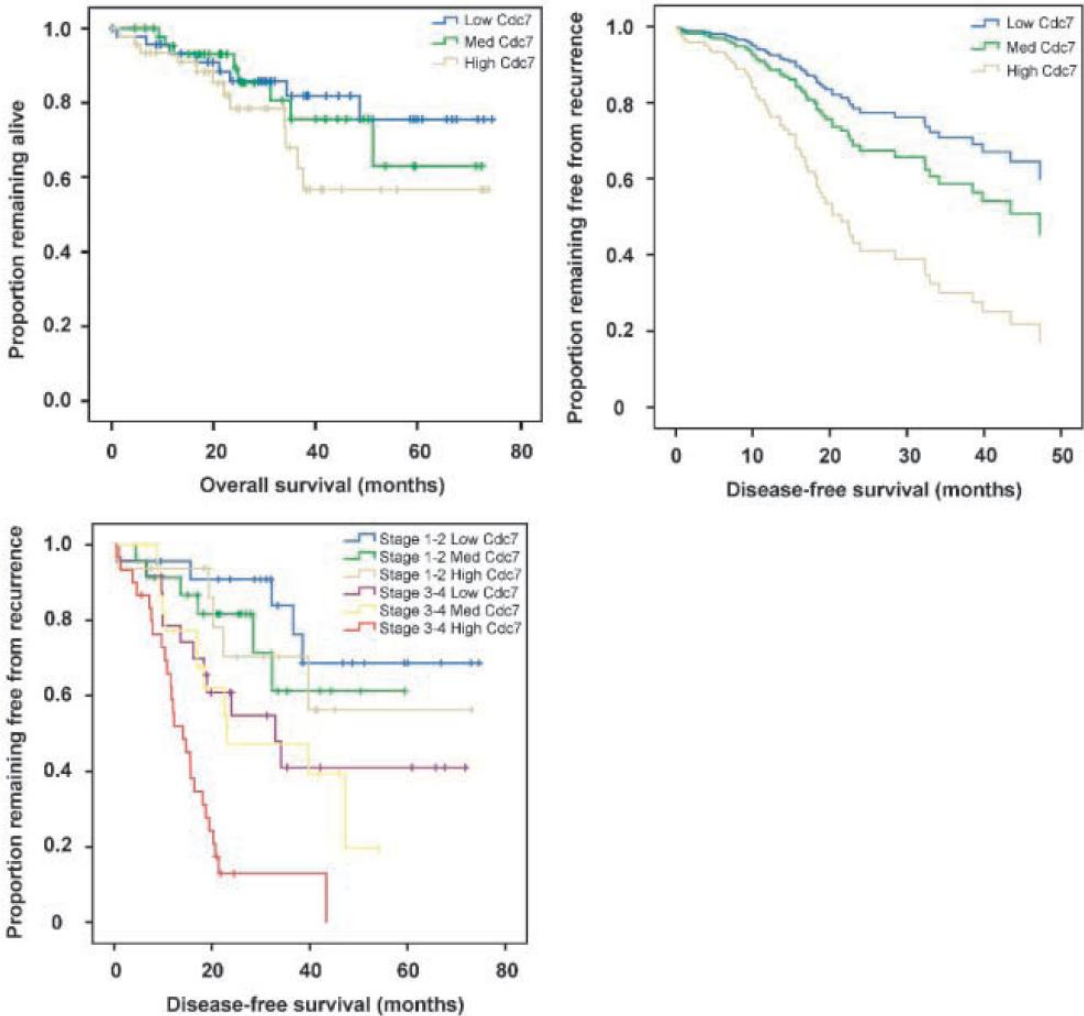 Proportion remaining alive
1.0
0.8
0.6
0.4
0.2
0.0
Low Cdc7
Med Cdc7
High Cdc7
0 20 40 60 80
Overall survival (months)
Proportion remaining free from recurrence
1.0
0.8
0.6
0.4
0.2
0
Low Cdc7
Med Cdc7
High Cdc7
0 10 20 30 40 50
Disease-free survival (months)
Proportion remaining free from recurrence
1.0
0.8
0.6
0.4
0.2
0
Stage 1-2 Low Cdc7
Stage 1-2 Med Cdc7
Stage 1-2 High Cdc7
Stage 3-4 Low Cdc7
Stage 3-4 Med Cdc7
Stage 3-4 High Cdc7
0 20 40 60 80
Disease-free survival (months)